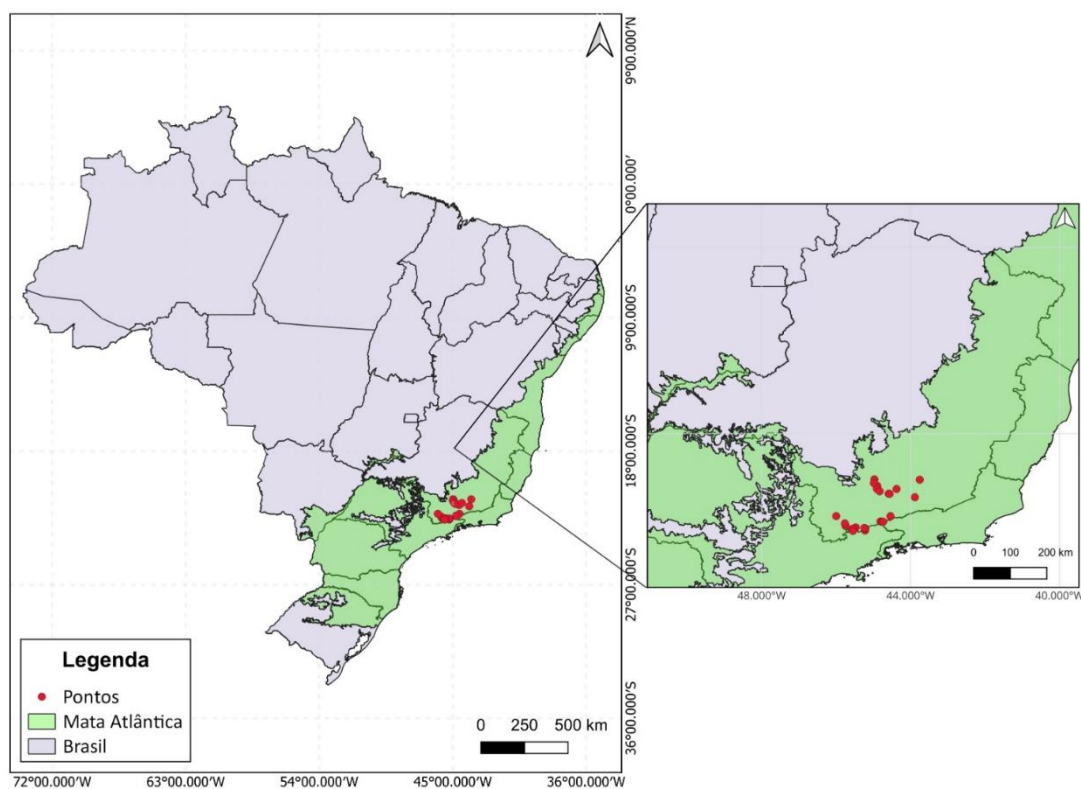 9°00.000'N
0°00.000'
9°00.000'S
18°00.000'S
27°00.000'S
36°00.000'S
72°00.000'W
63°00.000'W
54°00.000'W
45°00.000'W
36°00.000'W
Legenda
Pontos
Mata Atlântica
Brasil
0 250 500 km
0 100 200 km
48.000°W
44.000°W
40.000°W